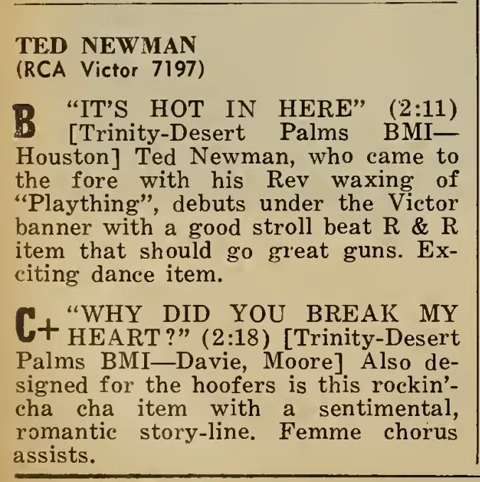 TED NEWMAN
(RCA Victor 7197)
B "IT'S HOT IN HERE" (2:11)
[Trinity-Desert Palms BMI—
Houston] Ted Newman, who came to
the fore with his Rev waxing of
"Plaything", debuts under the Victor
banner with a good stroll beat R & R
item that should go great guns. Ex-
citing dance item.
C+ "WHY DID YOU BREAK MY
HEART?" (2:18) [Trinity-Desert
Palms BMI—Davie, Moore] Also de-
signed for the hoofers is this rockin'-
cha cha item with a sentimental,
romantic story-line. Femme chorus
assists.